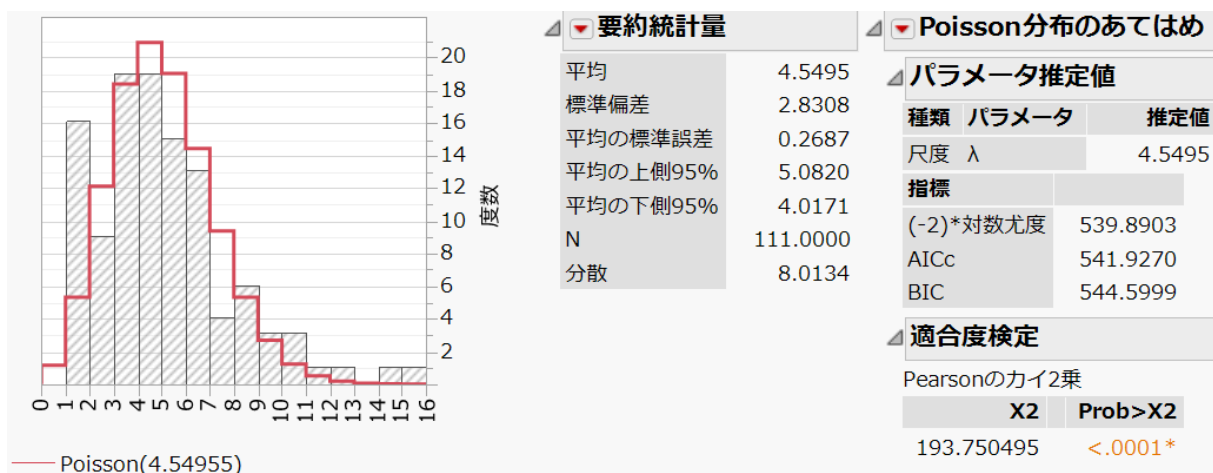 20
18
16
14
12
10
8
6
4
2
度数
0 1 2 3 4 5 6 7 8 9 10 11 12 13 14 15 16
Poisson(4.54955)
要約統計量
平均 4.5495
標準偏差 2.8308
平均の標準誤差 0.2687
平均の上側95% 5.0820
平均の下側95% 4.0171
N 111.0000
分散 8.0134
Poisson分布のあてはめ
パラメータ推定値
種類 パラメータ 推定値
尺度 λ 4.5495
指標
(-2)*対数尤度 539.8903
AICc 541.9270
BIC 544.5999
適合度検定
Pearsonのカイ2乗
X2 Prob>X2
193.750495 <.0001*